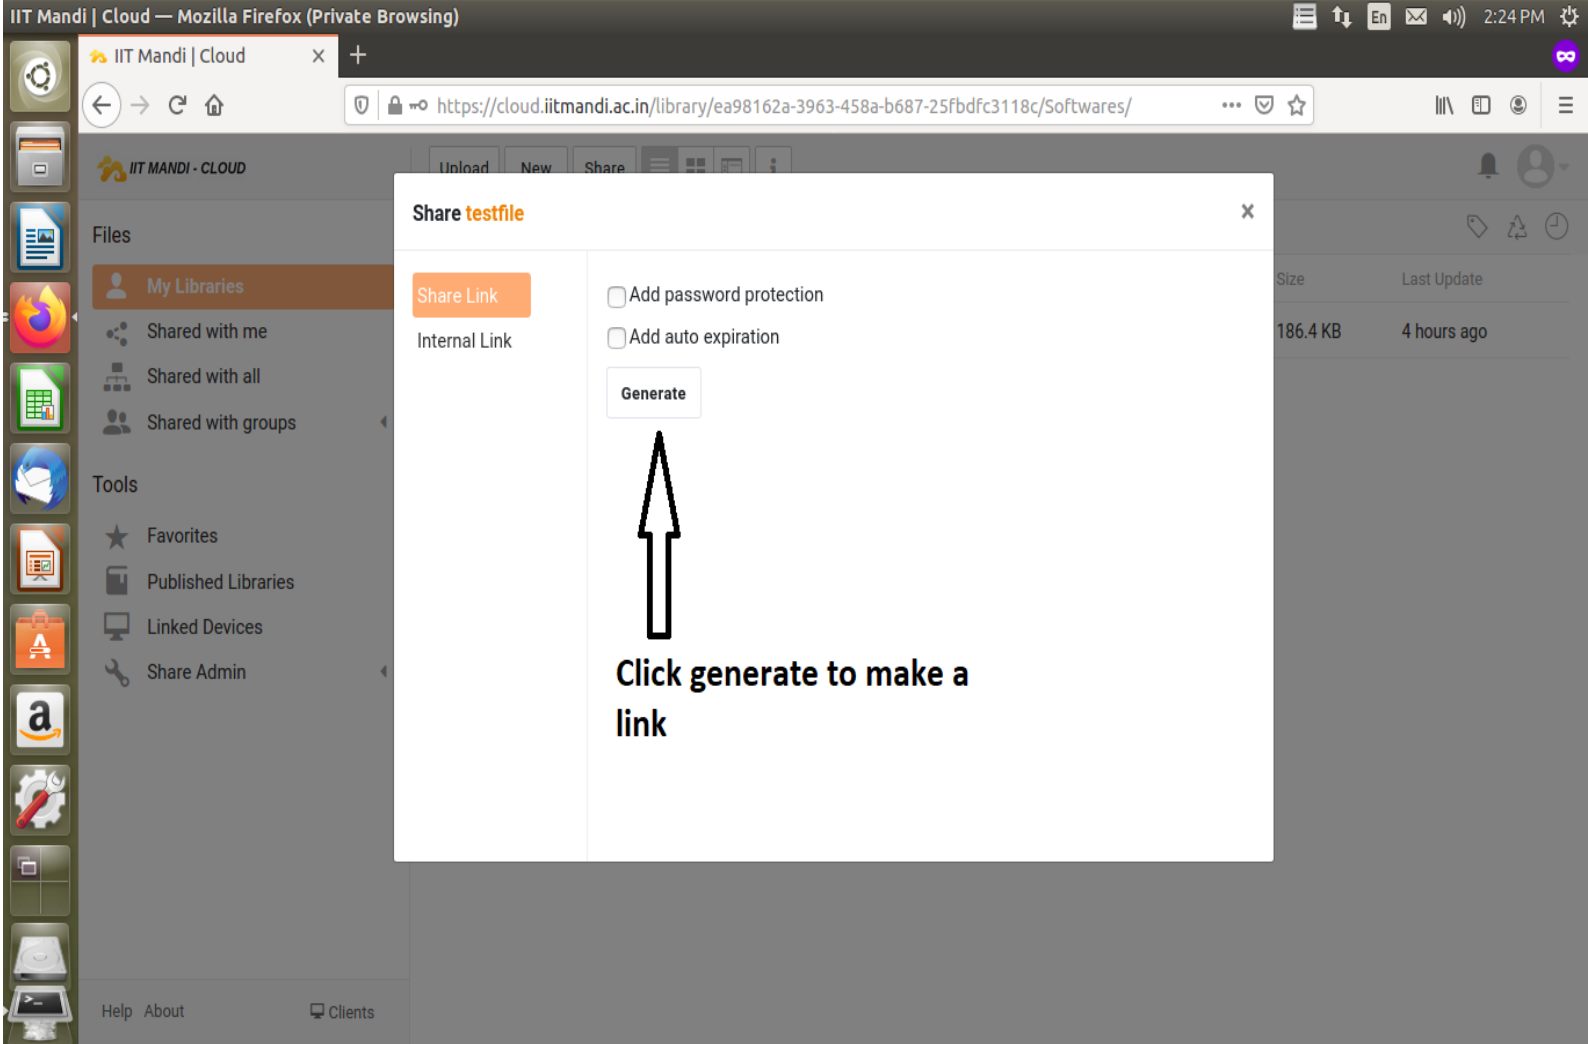 IIT Mandi | Cloud — Mozilla Firefox (Private Browsing)
En
2:24 PM
IIT Mandi | Cloud
https://cloud.iitmandi.ac.in/library/ea98162a-3963-458a-b687-25fbdfc3118c/Softwares/
IIT MANDI - CLOUD
Upload New Share
Share testfile
Files
My Libraries
Shared with me
Shared with all
Shared with groups
Tools
Favorites
Published Libraries
Linked Devices
Share Admin
Share Link
Internal Link
Add password protection
Add auto expiration
Generate
Click generate to make a
link
Size Last Update
186.4 KB 4 hours ago
Help About Clients